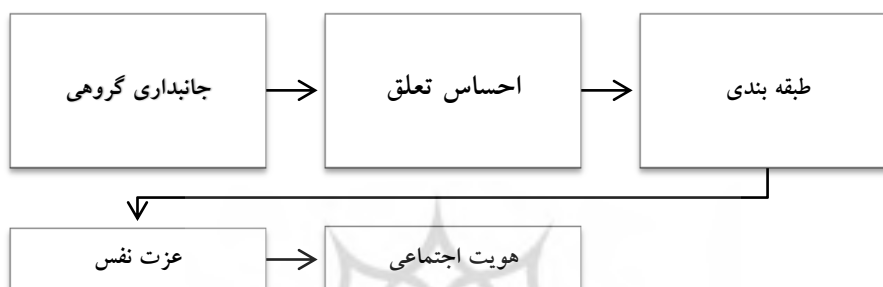 جانبداری گروهی
احساس تعلق
طبقه بندی
عزت نفس
هویت اجتماعی